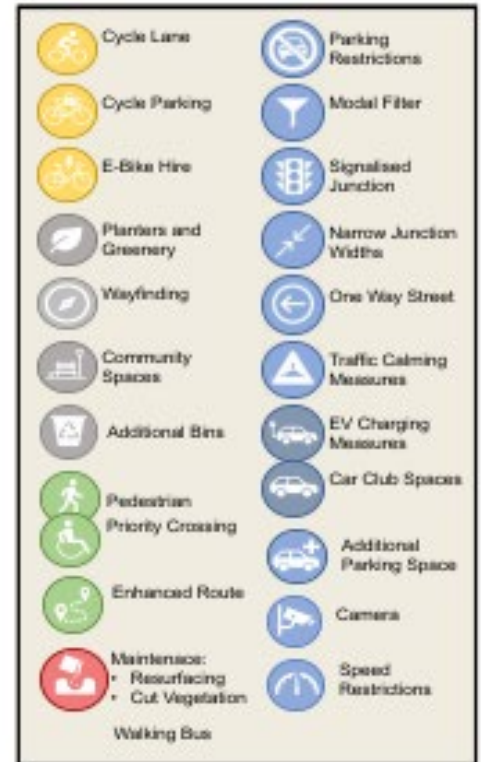 Cycle Lane
Cycle Parking
E-Bike Hire
Planters and
Greenery
Wayfinding
Community
Spaces
Additional Bins
Pedestrian
Priority Crossing
Enhanced Route
Maintenace:
• Resurfacing
• Cut Vegetation
Walking Bus
Parking
Restrictions
Modal Filter
Signalised
Junction
Narrow Junction
Widths
One Way Street
Traffic Calming
Measures
EV Charging
Measures
Car Club Spaces
Additional
Parking Space
Camera
Speed
Restrictions